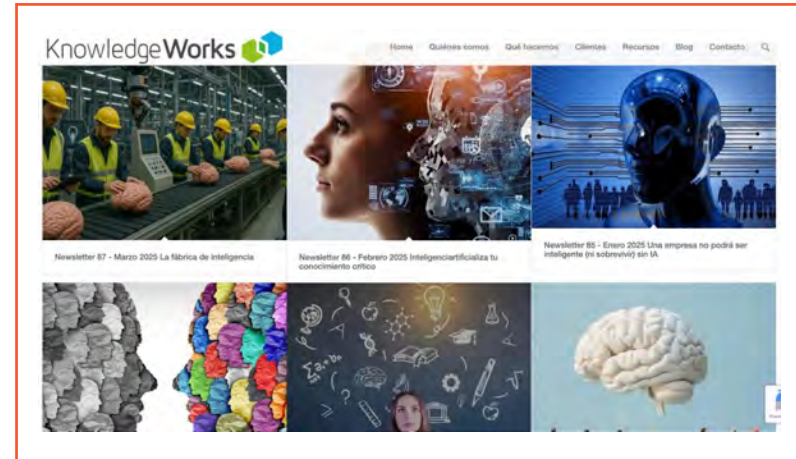 KnowledgeWorks
Home Quiénes somos Qué hacemos Clientes Recursos Blog Contacto
Newsletter 87 - Marzo 2025 La fábrica de inteligencia
Newsletter 86 - Febrero 2025 Inteligenciartificializa tu
conocimiento crítico
Newsletter 85 - Enero 2025 Una empresa no podrá ser
inteligente (ni sobrevivir) sin IA